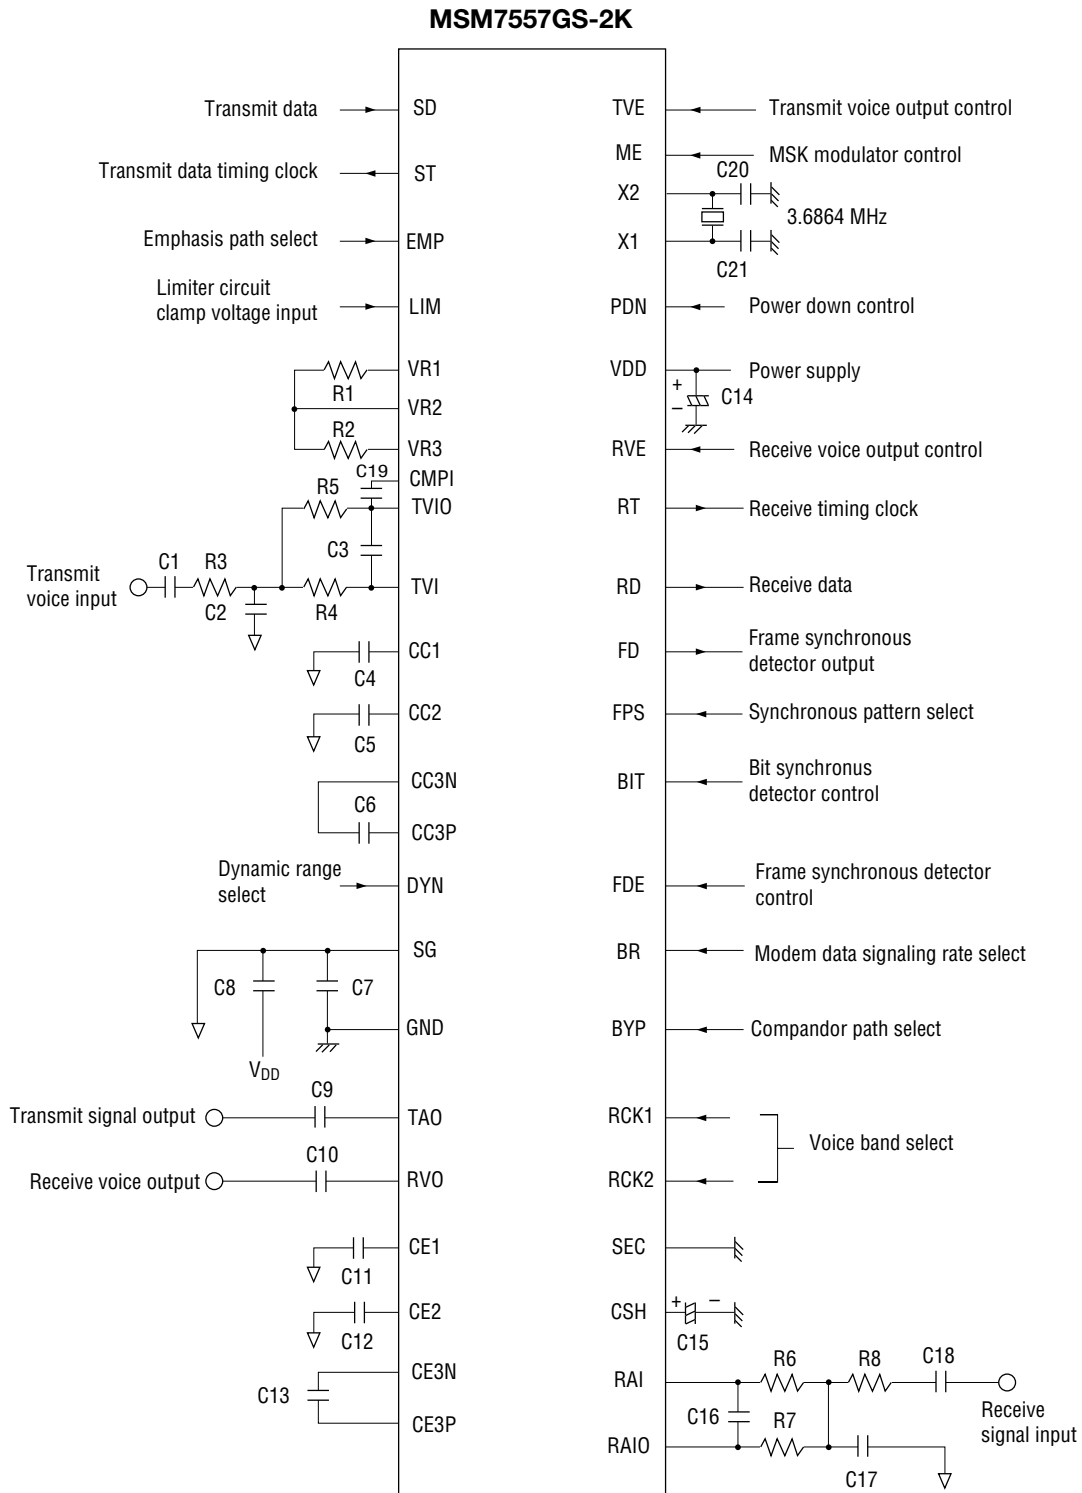 MSM7557GS-2K
Transmit data
SD
TVE
Transmit voice output control
Transmit data timing clock
ST
ME
MSK modulator control
C20
X2
3.6864 MHz
Emphasis path select
EMP
X1
C21
Limiter circuit
clamp voltage input
LIM
PDN
Power down control
VR1
R1
VDD
Power supply
+
−
C14
VR2
R2
VR3
RVE
Receive voice output control
C19
CMPI
R5
TVIO
RT
Receive timing clock
C3
C1
R3
Transmit
voice input
C2
R4
TVI
RD
Receive data
CC1
C4
FD
Frame synchronous
detector output
CC2
C5
FPS
Synchronous pattern select
CC3N
C6
CC3P
BIT
Bit synchronus
detector control
Dynamic range
select
DYN
FDE
Frame synchronous detector
control
SG
C8
C7
BR
Modem data signaling rate select
GND
VDD
BYP
Compandor path select
C9
Transmit signal output
TAO
RCK1
Voice band select
C10
Receive voice output
RVO
RCK2
CE1
C11
SEC
CE2
C12
CSH
+
−
C15
CE3N
C13
CE3P
RAI
R6
R8
C18
C16
R7
Receive
signal input
RAIO
C17